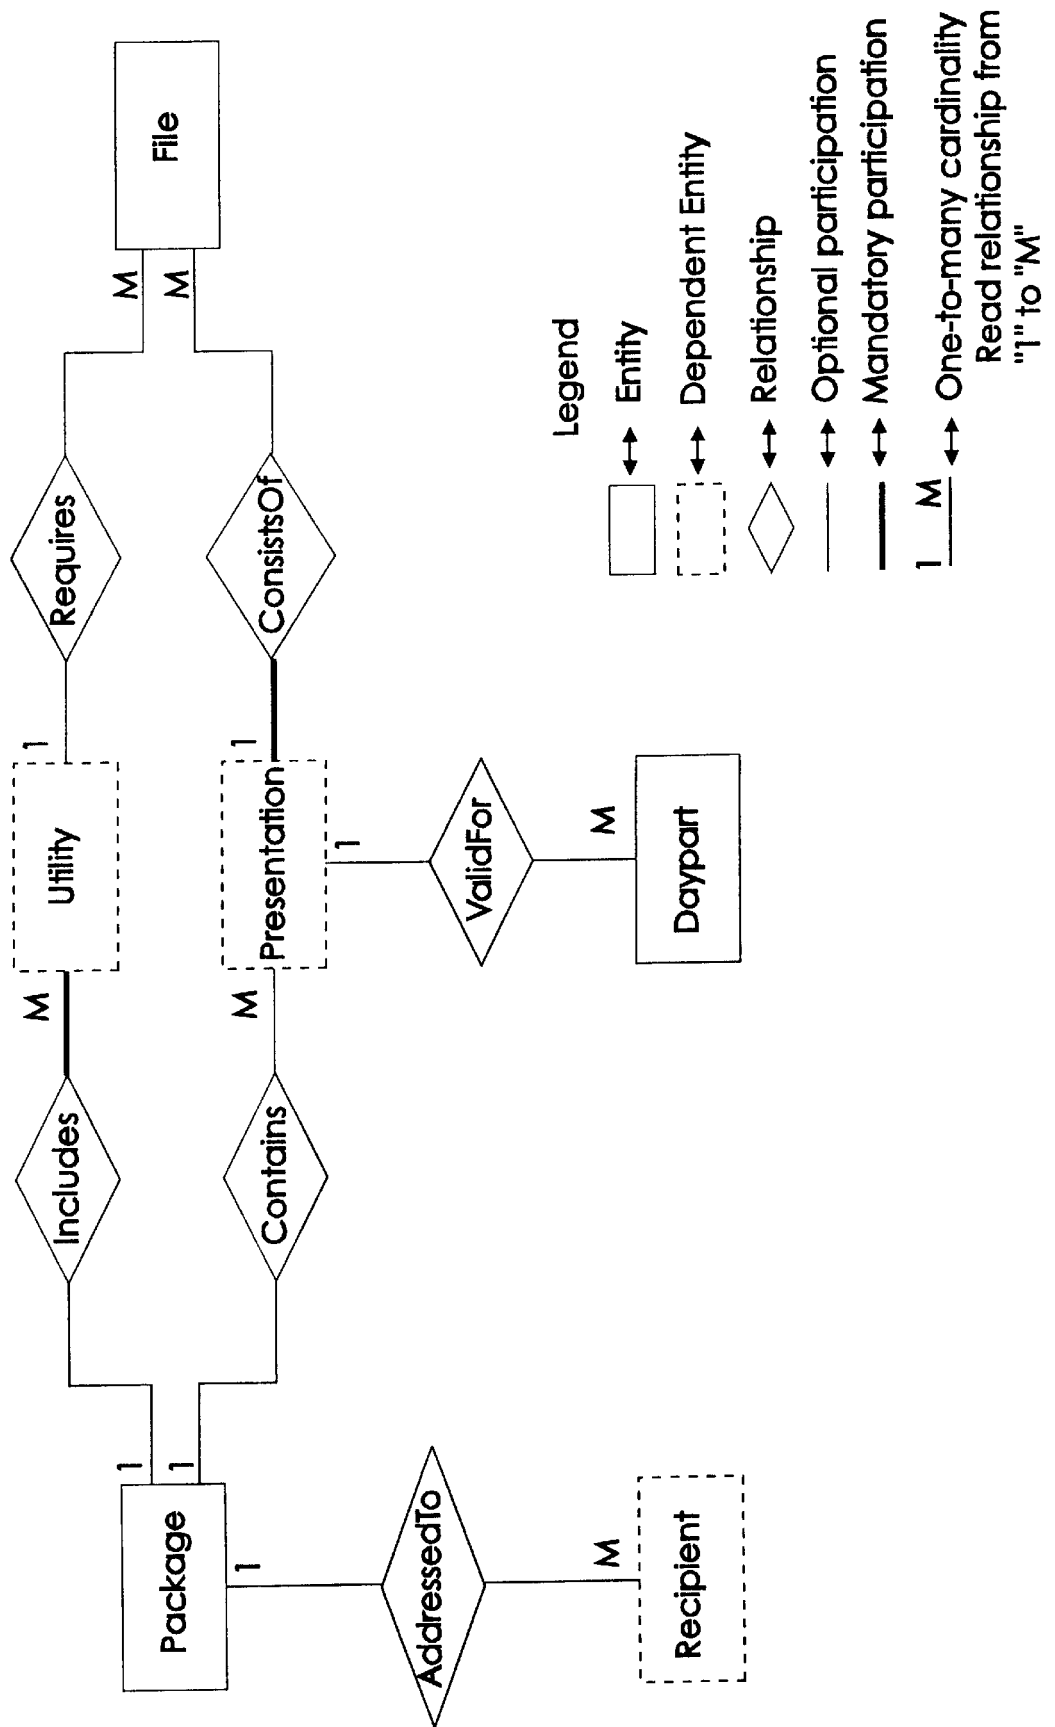 Package
1
1
1
Includes
M
Utility
1
Requires
M
File
M
Contains
M
Presentation
1
ConsistsOf
1
ValidFor
M
Daypart
AddressedTo
M
Recipient
Legend
Entity
Dependent Entity
Relationship
Optional participation
Mandatory participation
1 M
One-to-many cardinality
Read relationship from
"1" to "M"